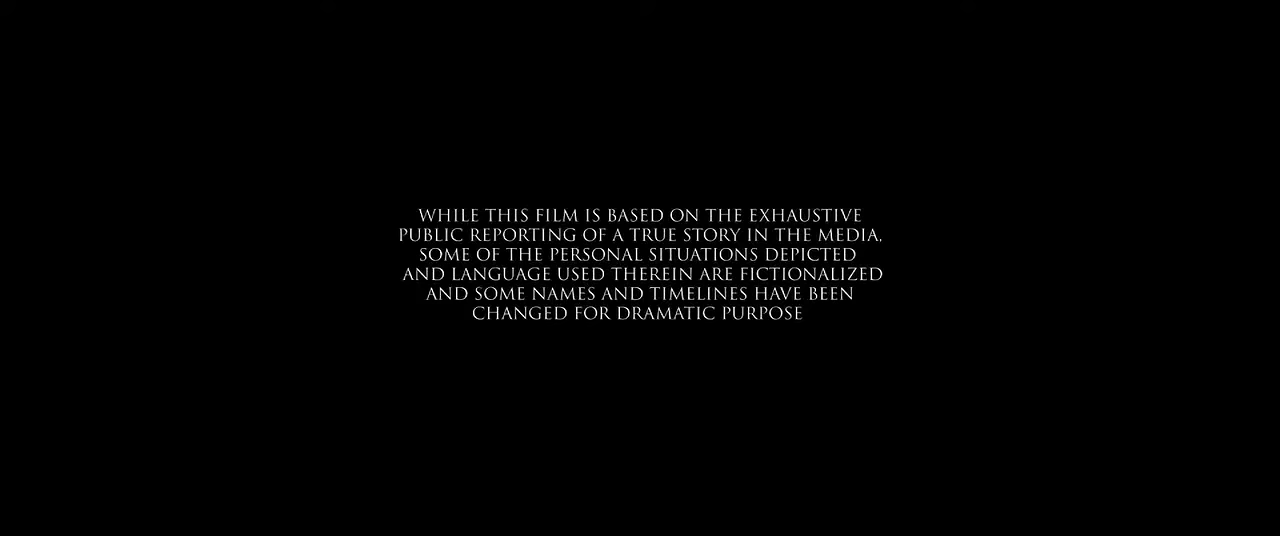 WHILE THIS FILM IS BASED ON THE EXHAUSTIVE
PUBLIC REPORTING OF A TRUE STORY IN THE MEDIA,
SOME OF THE PERSONAL SITUATIONS DEPICTED
AND LANGUAGE USED THEREIN ARE FICTIONALIZED
AND SOME NAMES AND TIMELINES HAVE BEEN
CHANGED FOR DRAMATIC PURPOSE